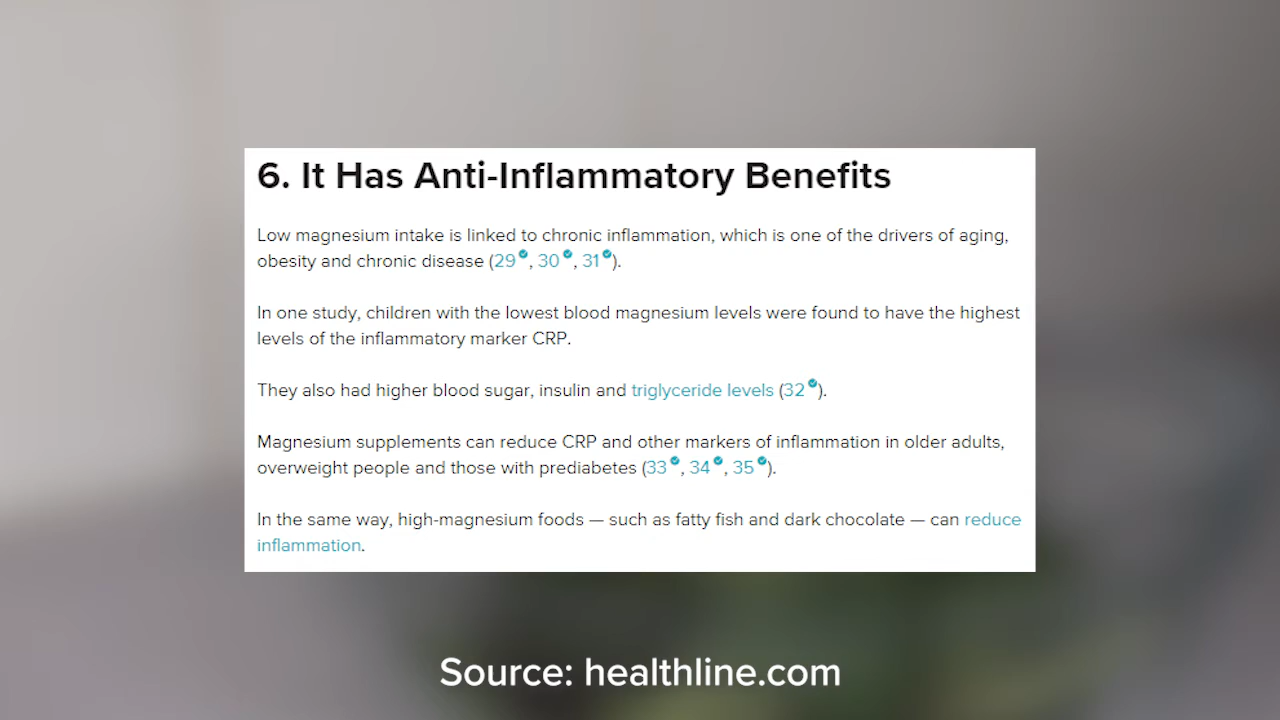 6. It Has Anti-Inflammatory Benefits
Low magnesium intake is linked to chronic inflammation, which is one of the drivers of aging,
obesity and chronic disease (29, 30, 31).
In one study, children with the lowest blood magnesium levels were found to have the highest
levels of the inflammatory marker CRP.
They also had higher blood sugar, insulin and triglyceride levels (32).
Magnesium supplements can reduce CRP and other markers of inflammation in older adults,
overweight people and those with prediabetes (33, 34, 35).
In the same way, high-magnesium foods — such as fatty fish and dark chocolate — can reduce
inflammation.
Source: healthline.com